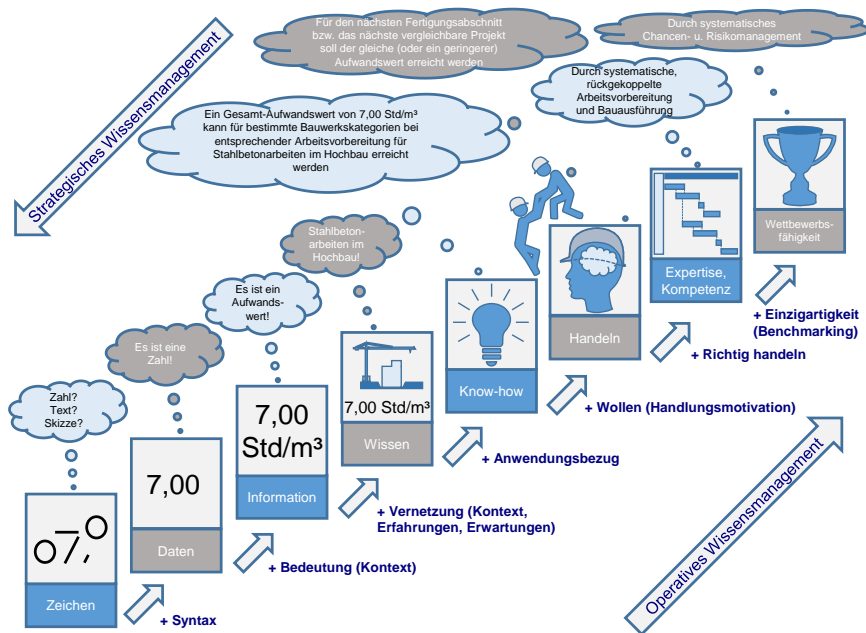 Strategisches Wissensmanagement
Für den nächsten Fertigungsabschnitt
bzw. das nächste vergleichbare Projekt
soll der gleiche (oder ein geringerer)
Aufwandswert erreicht werden
Durch systematisches
Chancen- u. Risikomanagement
Durch systematische,
rückgekoppelte
Arbeitsvorbereitung
und Bauausführung
Ein Gesamt-Aufwandswert von 7,00 Std/m³
kann für bestimmte Bauwerkskategorien bei
entsprechender Arbeitsvorbereitung für
Stahlbetonarbeiten im Hochbau erreicht
werden
Stahlbeton-
arbeiten im
Hochbau!
Es ist ein
Aufwands-
wert!
Es ist eine
Zahl!
Zahl?
Text?
Skizze?
Wettbewerbs-
fähigkeit
Expertise,
Kompetenz
+ Einzigartigkeit
(Benchmarking)
Handeln
+ Richtig handeln
Know-how
+ Wollen (Handlungsmotivation)
7,00 Std/m³
Wissen
+ Anwendungsbezug
7,00
Std/m³
Information
+ Vernetzung (Kontext,
Erfahrungen, Erwartungen)
7,00
Daten
+ Bedeutung (Kontext)
O7,O
Zeichen
+ Syntax
Operatives Wissensmanagement